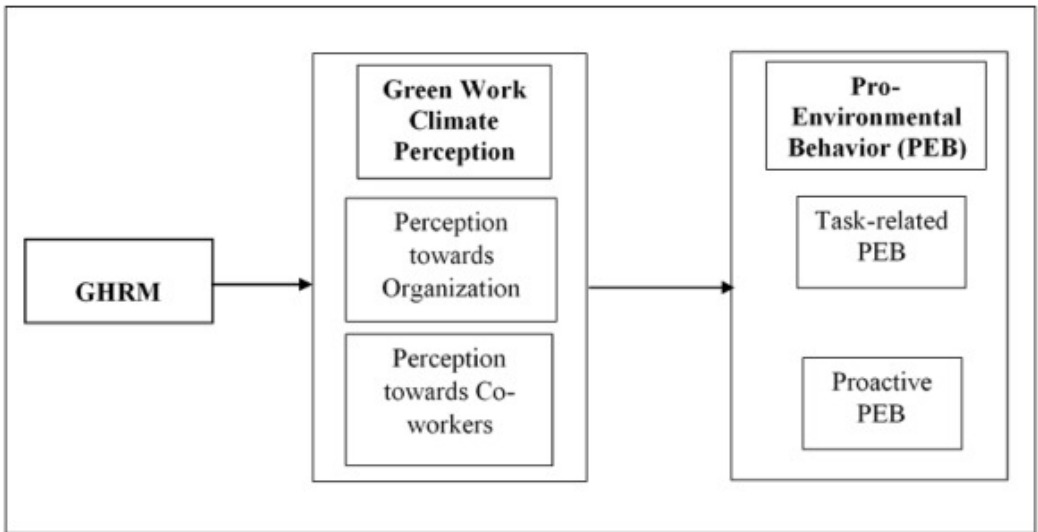 GHRM
Green Work
Climate
Perception
Perception
towards
Organization
Perception
towards Co-
workers
Pro-
Environmental
Behavior (PEB)
Task-related
PEB
Proactive
PEB